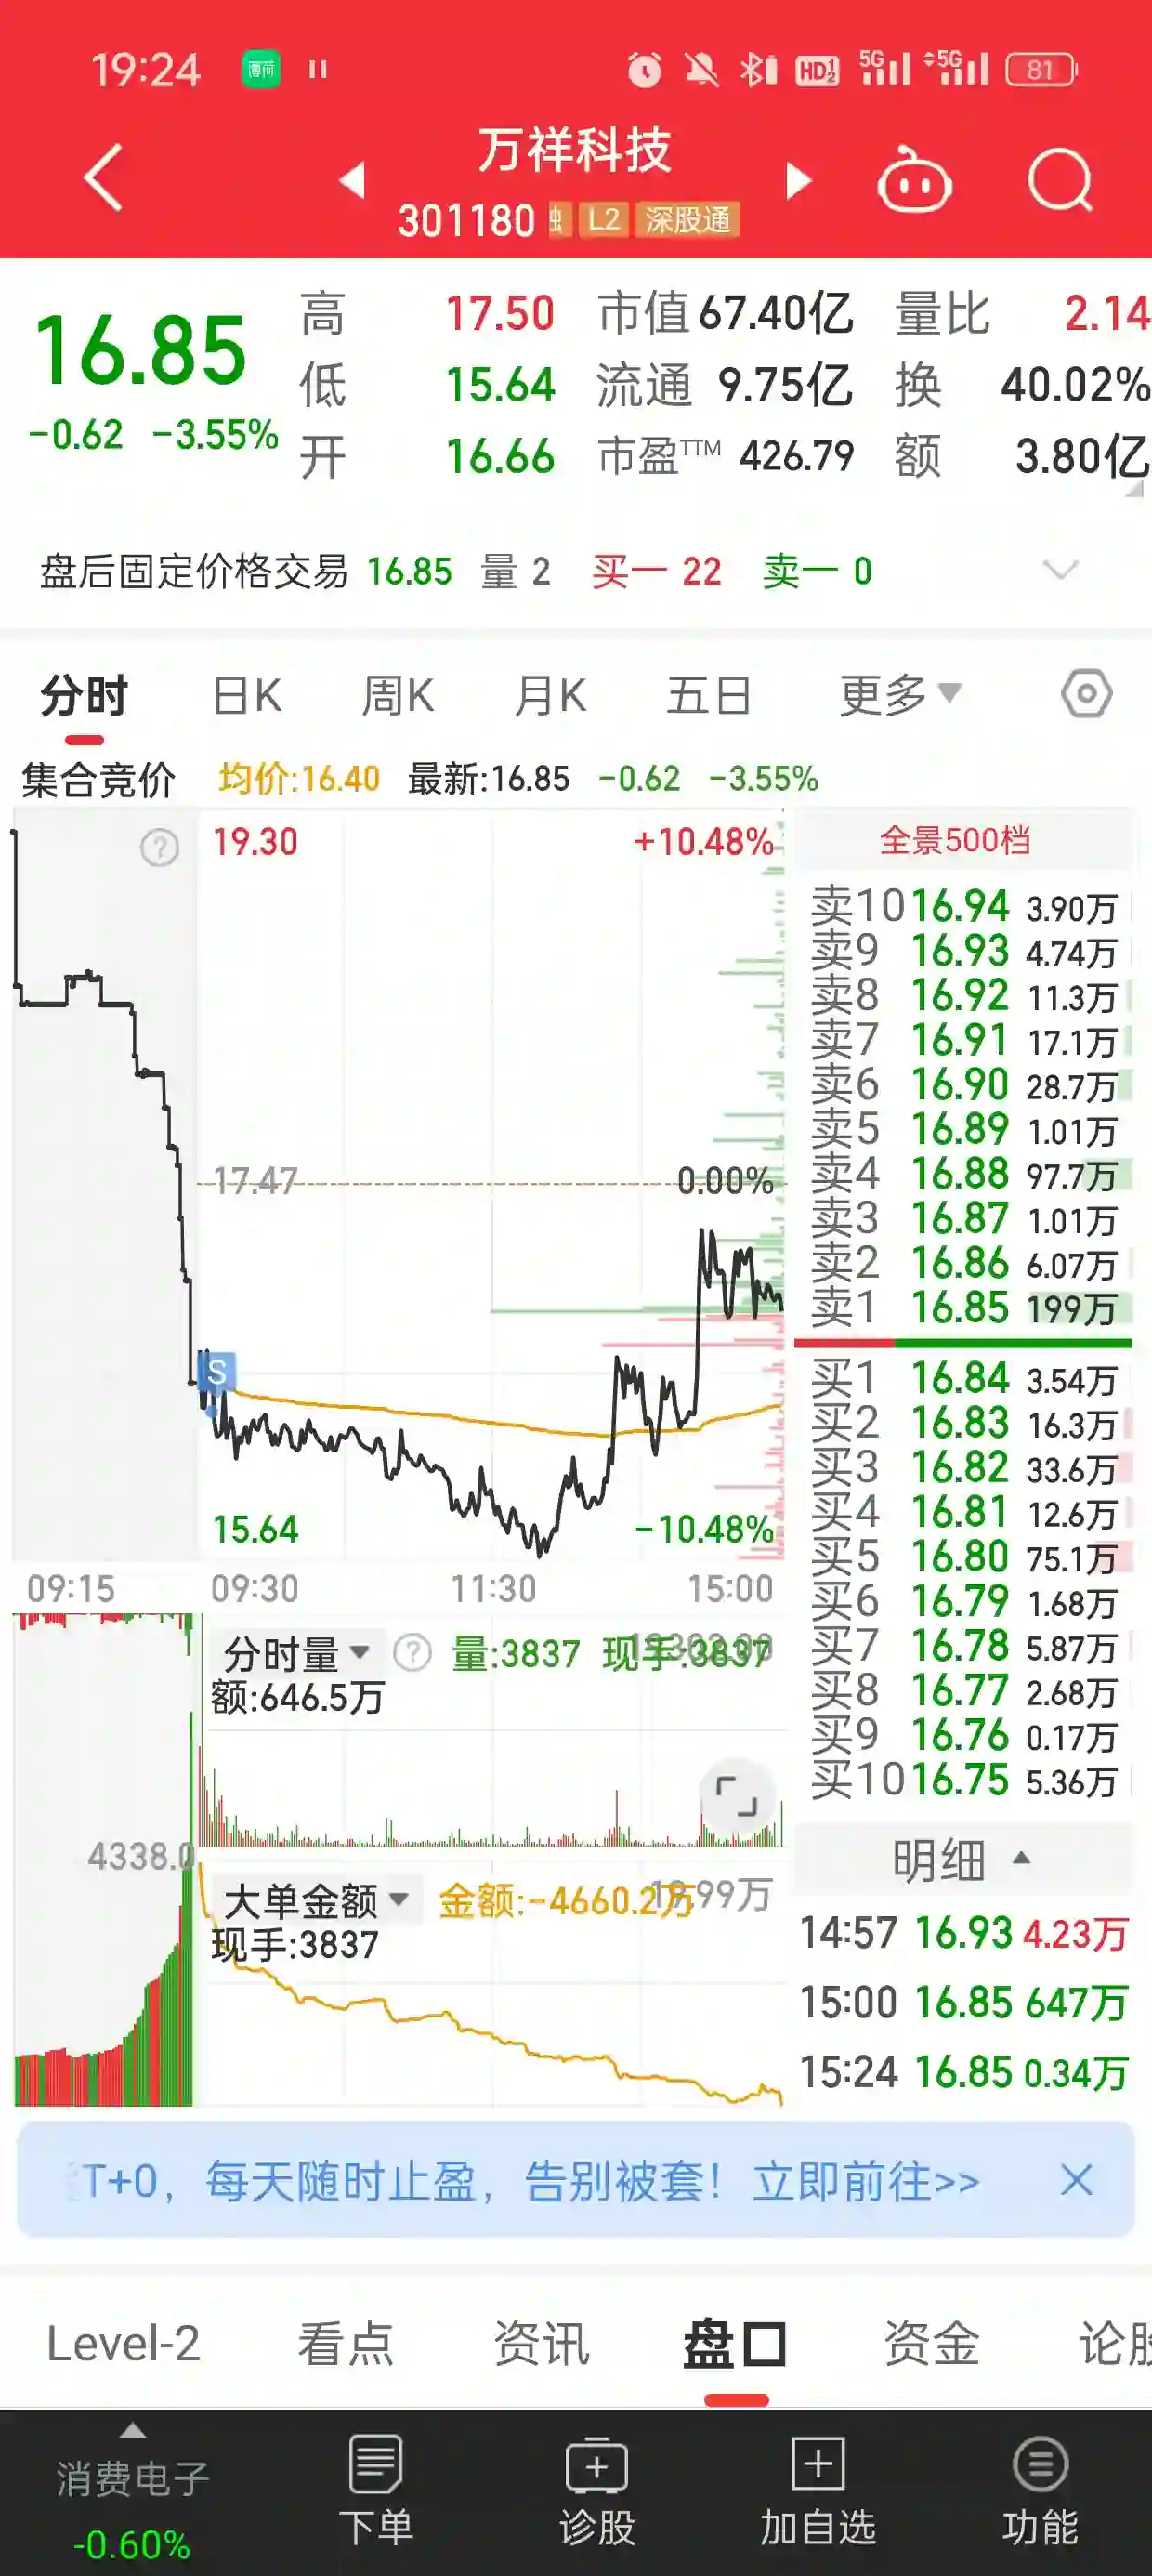 19:24 薄荷 HD 5G 5G 81
万祥科技
301180 L2 深股通
16.85
-0.62 -3.55%
高 17.50 市值 67.40亿 量比 2.14
低 15.64 流通 9.75亿 换 40.02%
开 16.66 市盈TTM 426.79 额 3.80亿
盘后固定价格交易 16.85 量 2 买一 22 卖一 0
分时 日K 周K 月K 五日 更多
集合竞价 均价:16.40 最新:16.85 -0.62 -3.55%
19.30 +10.48%
17.47 0.00%
S
15.64 -10.48%
09:15 09:30 11:30 15:00
全景500档
卖10 16.94 3.90万
卖9 16.93 4.74万
卖8 16.92 11.3万
卖7 16.91 17.1万
卖6 16.90 28.7万
卖5 16.89 1.01万
卖4 16.88 97.7万
卖3 16.87 1.01万
卖2 16.86 6.07万
卖1 16.85 199万
买1 16.84 3.54万
买2 16.83 16.3万
买3 16.82 33.6万
买4 16.81 12.6万
买5 16.80 75.1万
买6 16.79 1.68万
买7 16.78 5.87万
买8 16.77 2.68万
买9 16.76 0.17万
买10 16.75 5.36万
分时量 ? 量:3837 现手:3837
额:646.5万
4338.0
大单金额 金额:-4660.2万
现手:3837
明细
14:57 16.93 4.23万
15:00 16.85 647万
15:24 16.85 0.34万
T+0，每天随时止盈，告别被套！立即前往>>
Level-2 看点 资讯 盘口 资金 论股
消费电子
-0.60%
下单 诊股 加自选 功能